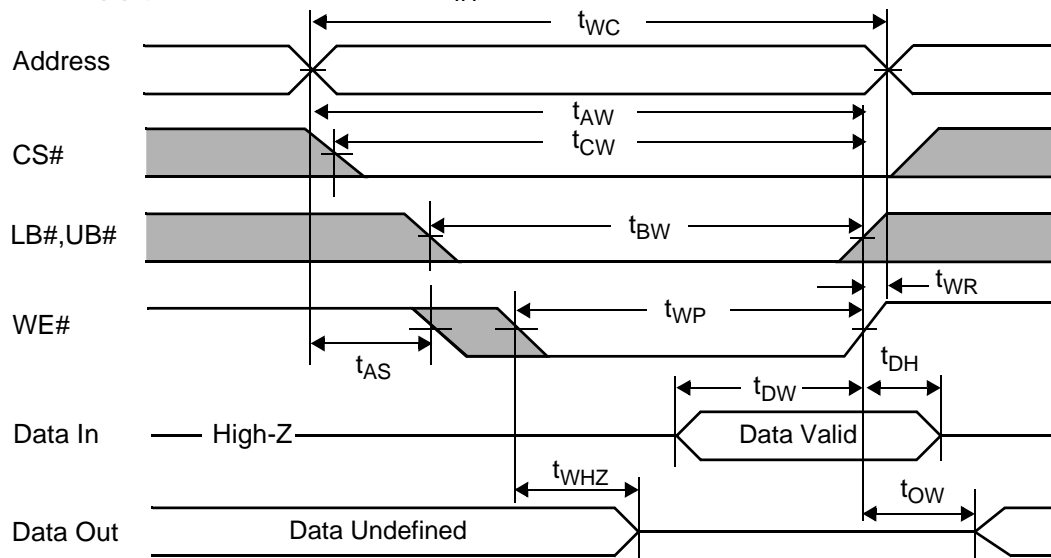 IN
tWC
Address
tAW
CS#
tCW
LB#,UB#
tBW
tWR
WE#
tWP
tAS
tDH
tDW
Data In
High-Z
Data Valid
tWHZ
tOW
Data Out
Data Undefined